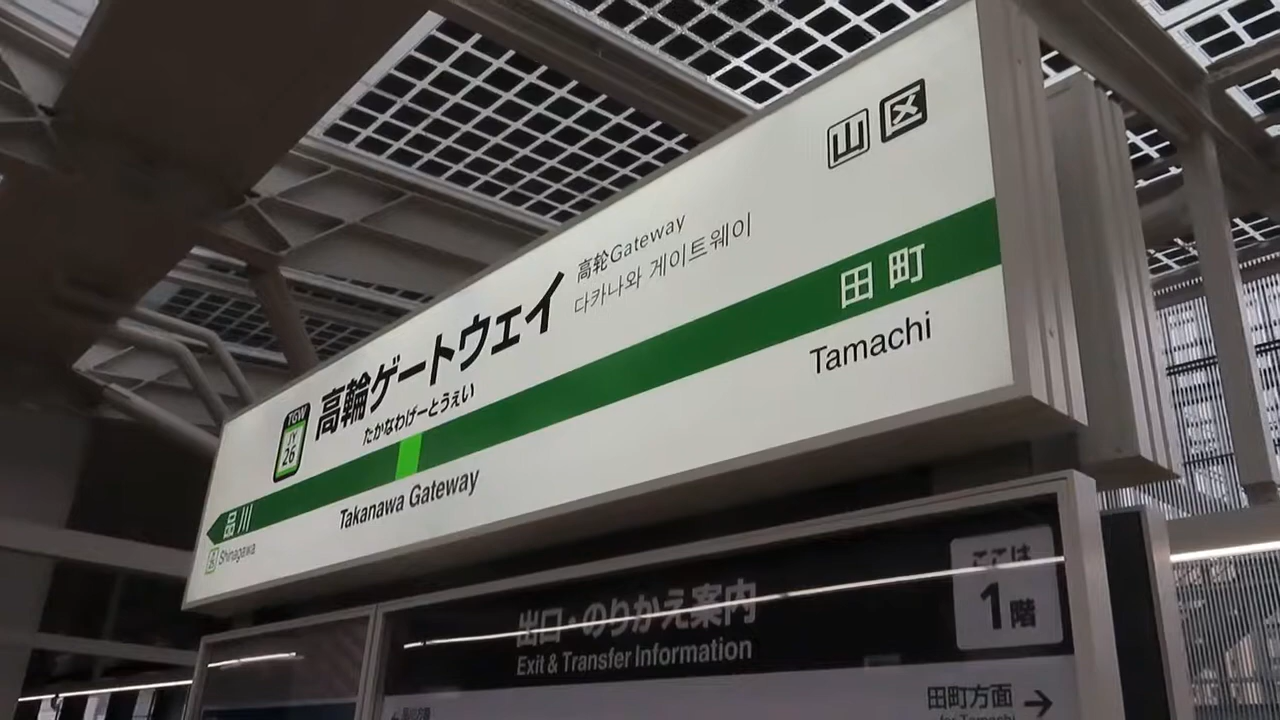 山 区
高轮Gateway
다카나와 게이트웨이
TGW
JY
26
高輪ゲートウェイ
たかなわげーとうぇい
田町
Tamachi
品川
Shinagawa
Takanawa Gateway
出口・のりかえ案内
Exit & Transfer Information
ここは
1階
田町方面 →
for Tamachi